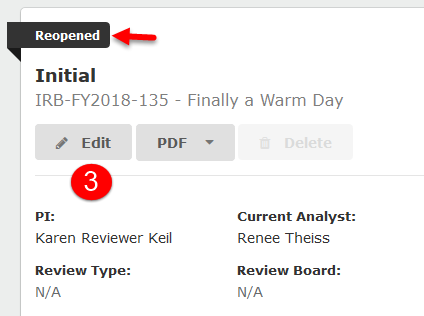 Reopened
Initial
IRB-FY2018-135 - Finally a Warm Day
Edit PDF Delete
3
PI: Current Analyst:
Karen Reviewer Keil Renee Theiss
Review Type: Review Board:
N/A N/A